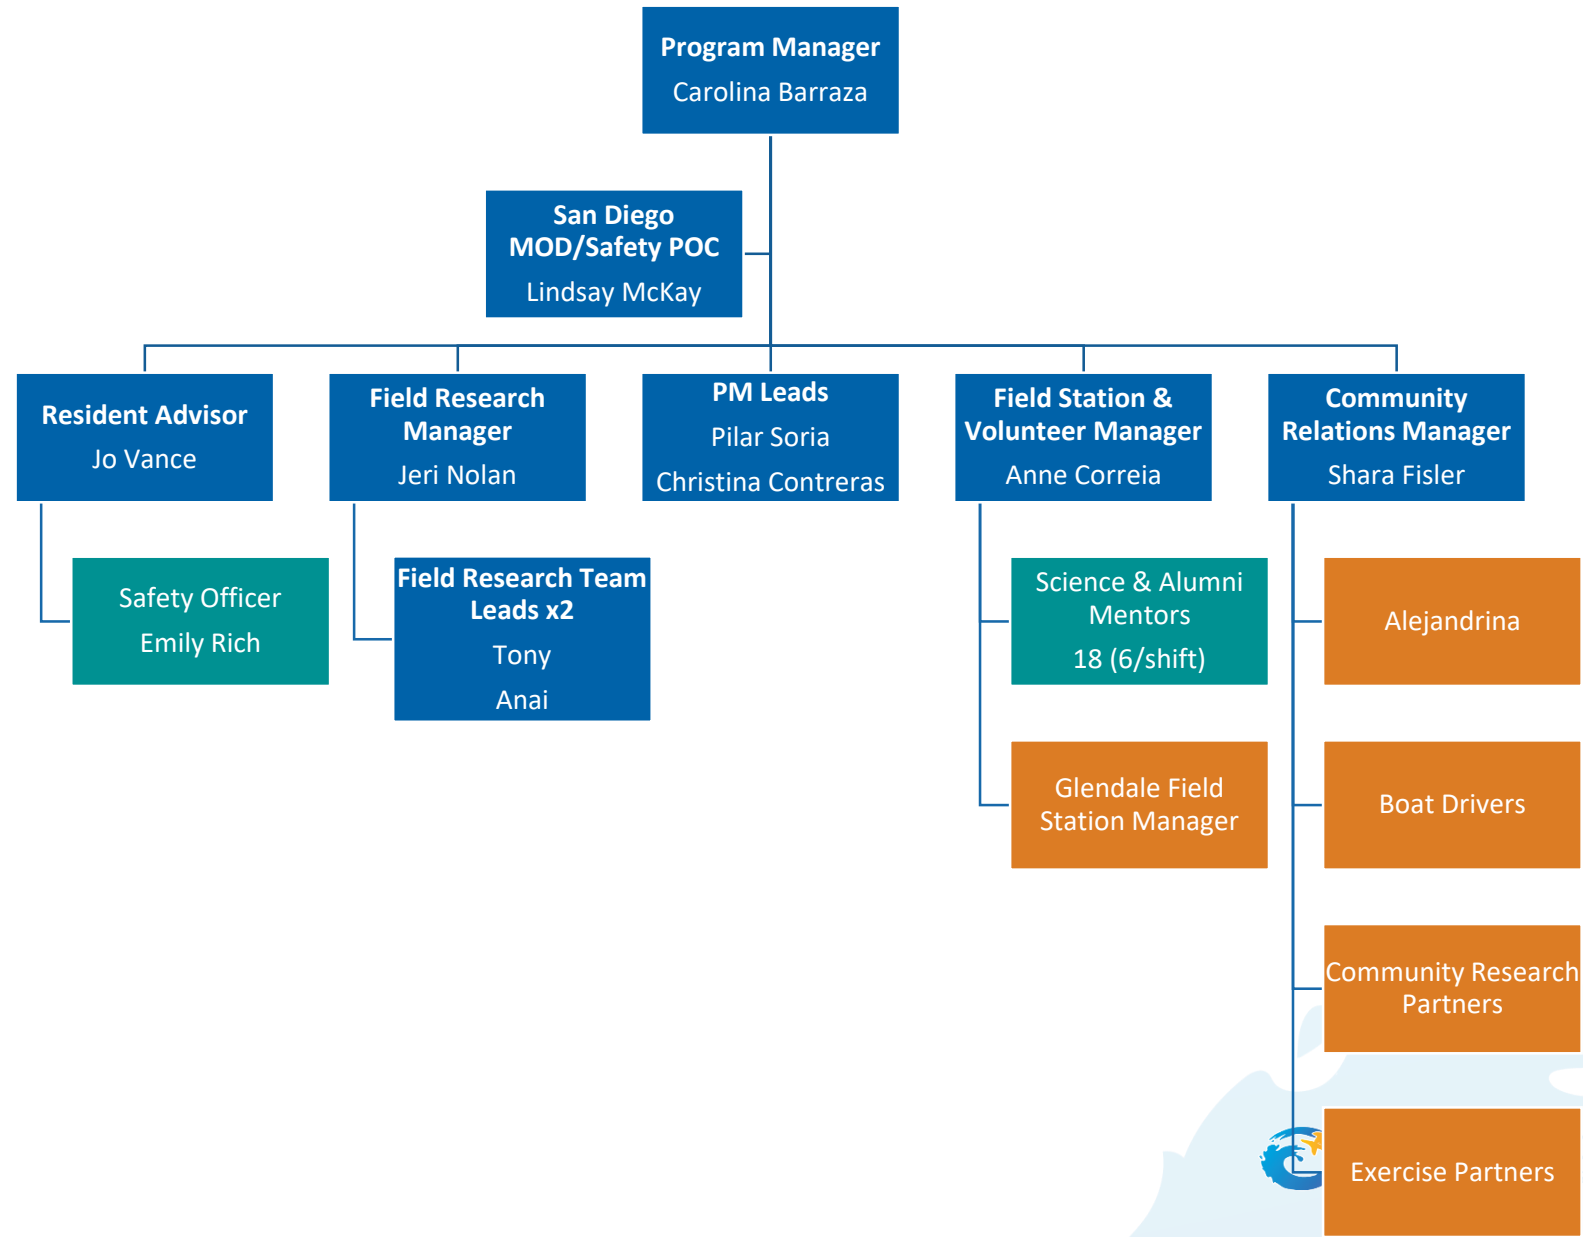 Program Manager
Carolina Barraza
San Diego
MOD/Safety POC
Lindsay McKay
Resident Advisor
Jo Vance
Field Research
Manager
Jeri Nolan
PM Leads
Pilar Soria
Christina Contreras
Field Station &
Volunteer Manager
Anne Correia
Community
Relations Manager
Shara Fisler
Safety Officer
Emily Rich
Field Research Team
Leads x2
Tony
Anai
Science & Alumni
Mentors
18 (6/shift)
Glendale Field
Station Manager
Alejandrina
Boat Drivers
Community Research
Partners
Exercise Partners